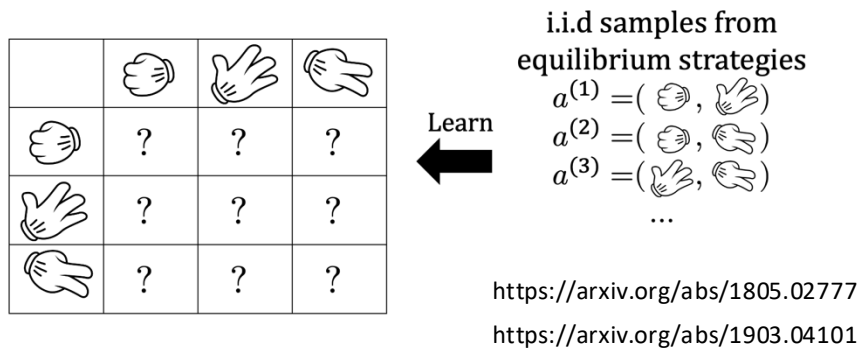 i.i.d samples from
equilibrium strategies
a^(1) =( , )
a^(2) =( , )
a^(3) =( , )
...
Learn
? ? ?
? ? ?
? ? ?
https://arxiv.org/abs/1805.02777
https://arxiv.org/abs/1903.04101